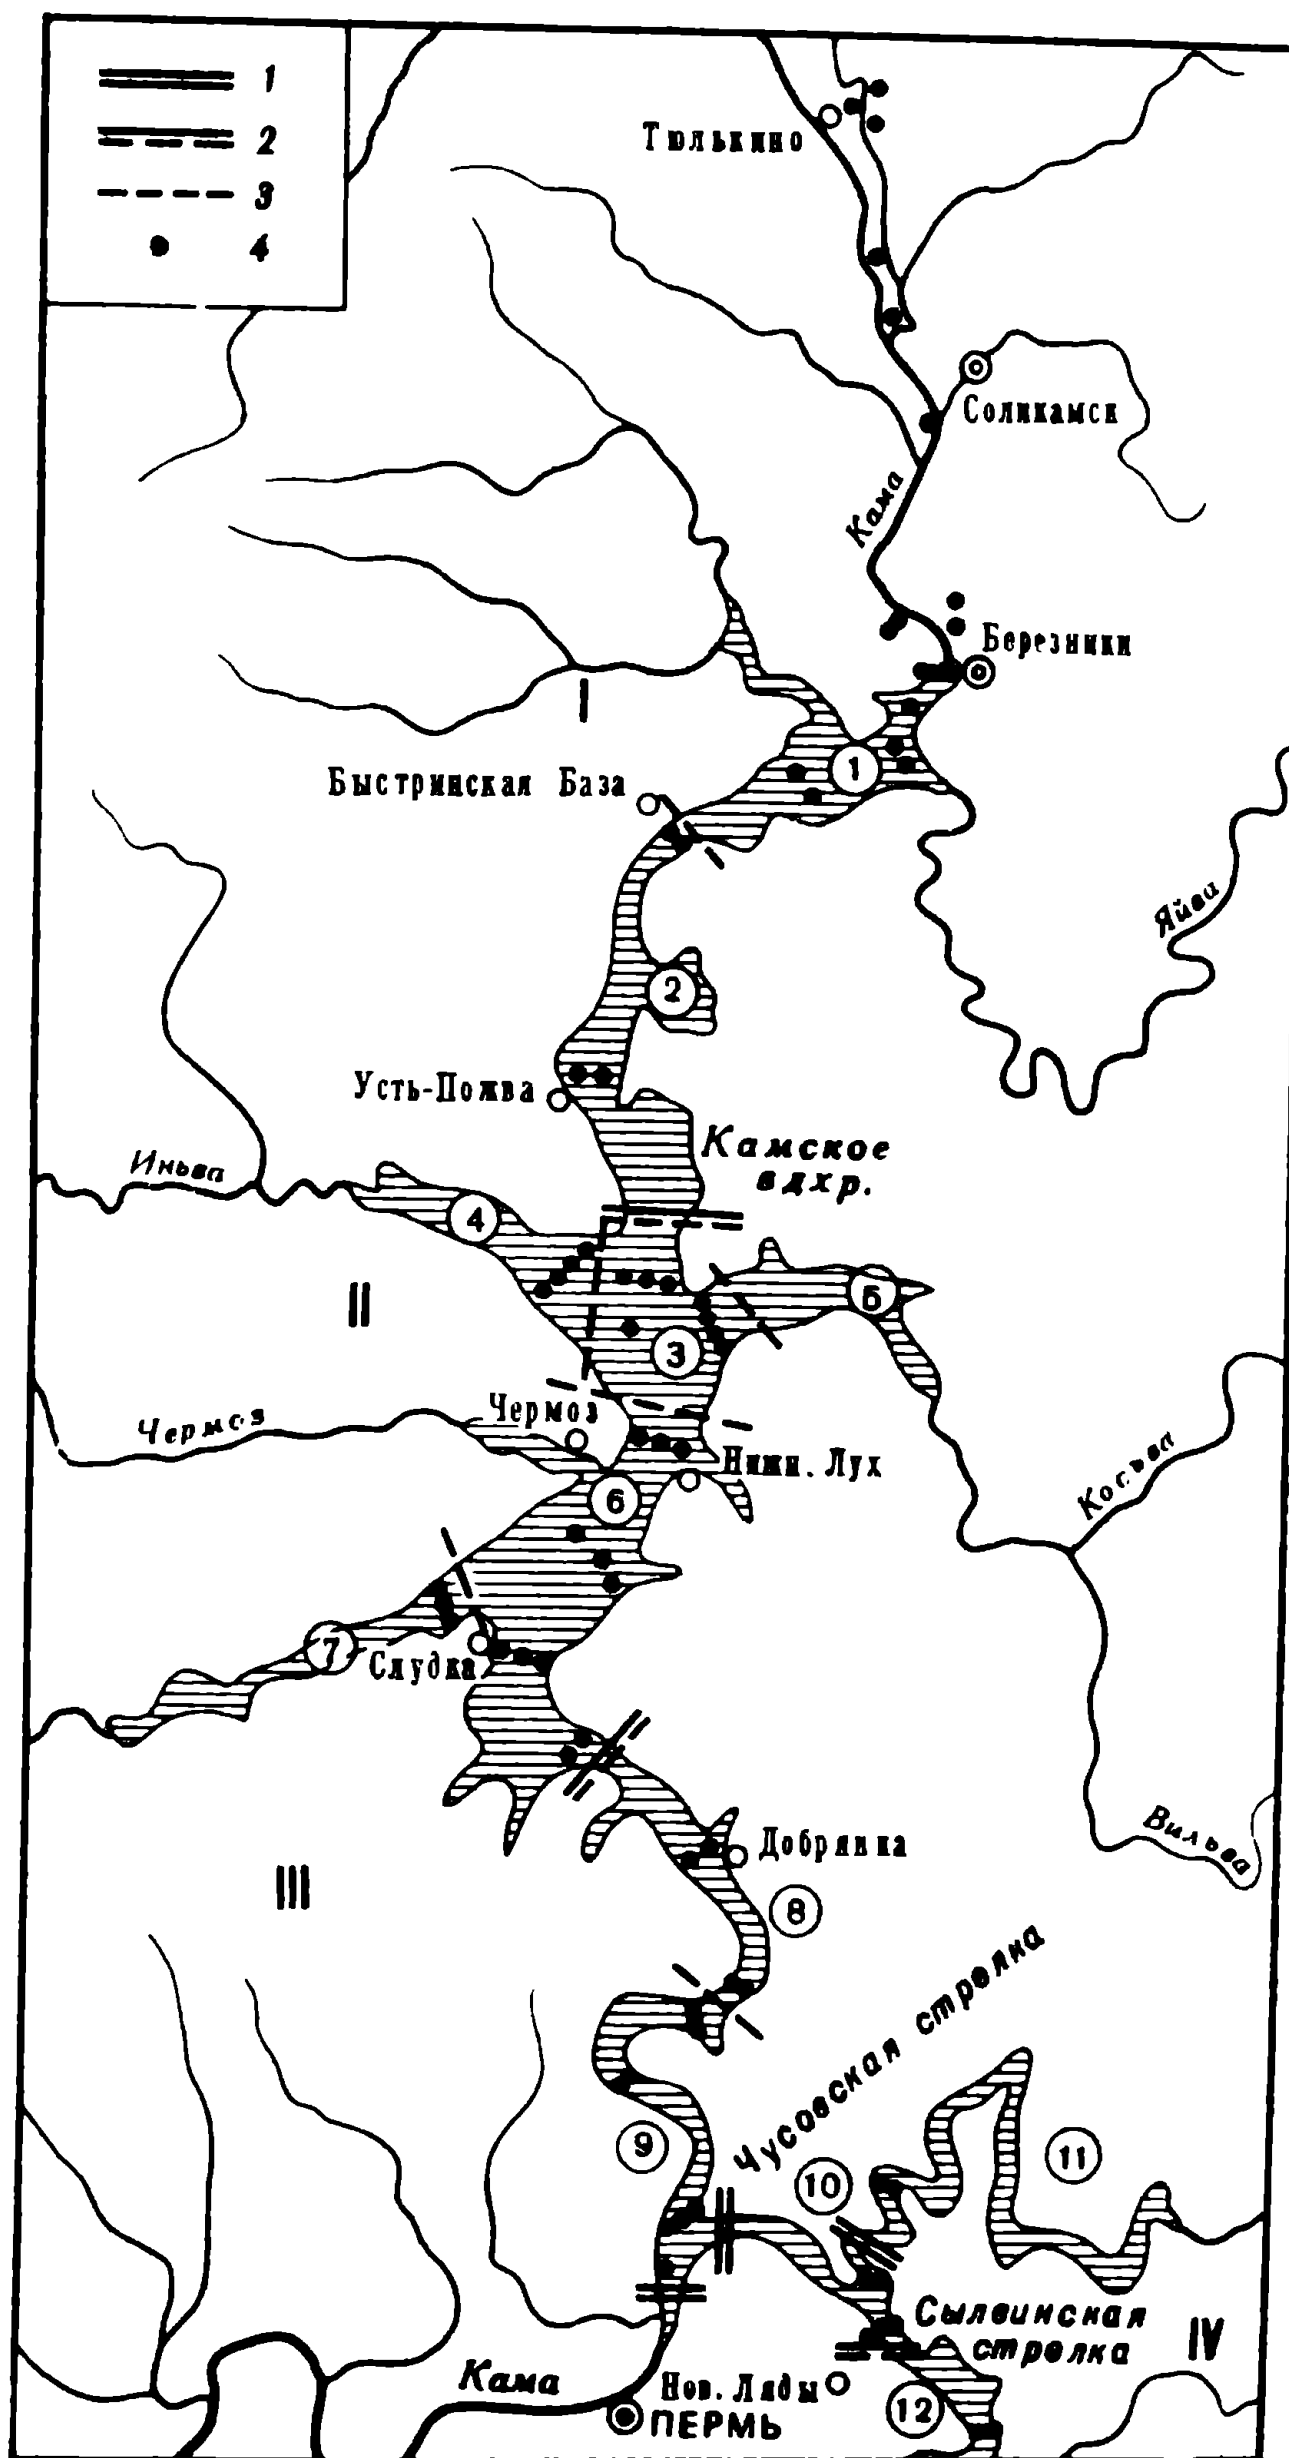 1
2
3
4
Тюлькино
Соликамск
Кама
Березники
I
Быстринская База
1
Яйва
2
Усть-Пожва
Камское
вдхр.
Иньва
4
II
5
3
Чермоз
Чермоз
Нижн. Лух
6
Косьва
7
Слудка
Вильва
Добрянка
III
8
Чусовская стрелка
9
10
11
Сылвинская
стрелка
IV
Кама
Нов. Ляды
12
ПЕРМЬ